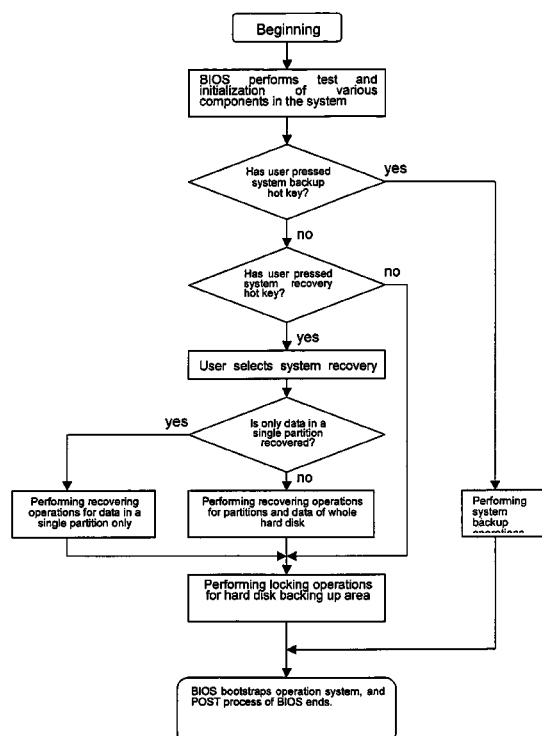 Beginning
BIOS performs test and
initialization of various
components in the system
Has user pressed
system backup
hot key?
yes
no
Has user pressed
system recovery
hot key?
no
yes
User selects system recovery
Is only data in a
single partition
recovered?
yes
no
Performing recovering
operations for data in a
single partition only
Performing recovering operations
for partitions and data of whole
hard disk
Performing
system
backup
Performing locking operations
for hard disk backing up area
BIOS bootstraps operation system, and
POST process of BIOS ends.